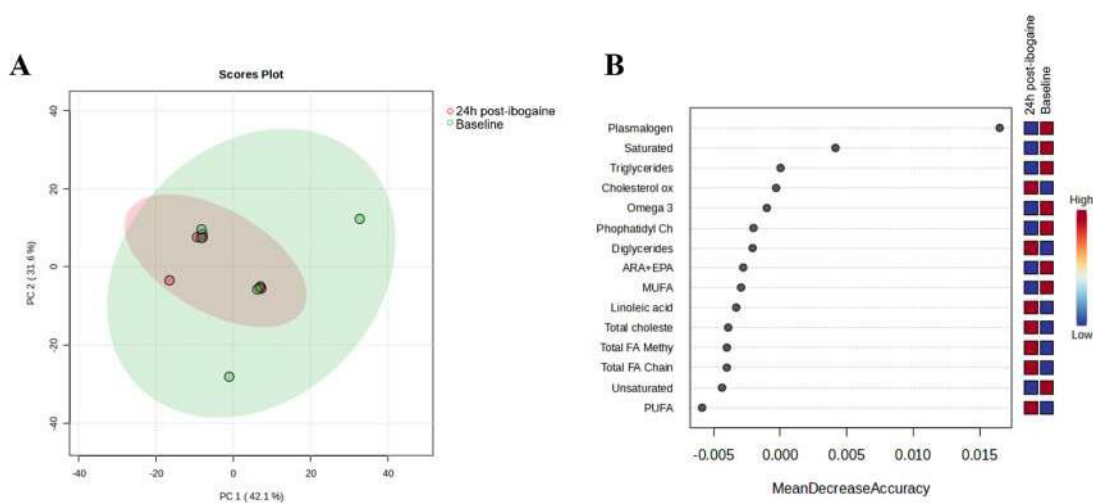 A
Scores Plot
24h post-ibogaine
Baseline
40
20
0
-20
-40
PC 2 ( 31.6 %)
-40
-20
0
20
40
PC 1 ( 42.1 %)
B
24h post-ibogaine
Baseline
Plasmalogen
Saturated
Triglycerides
Cholesterol ox
Omega 3
Phophatidyl Ch
Diglycerides
ARA+EPA
MUFA
Linoleic acid
Total choleste
Total FA Methy
Total FA Chain
Unsaturated
PUFA
High
Low
-0.005
0.000
0.005
0.010
0.015
MeanDecreaseAccuracy